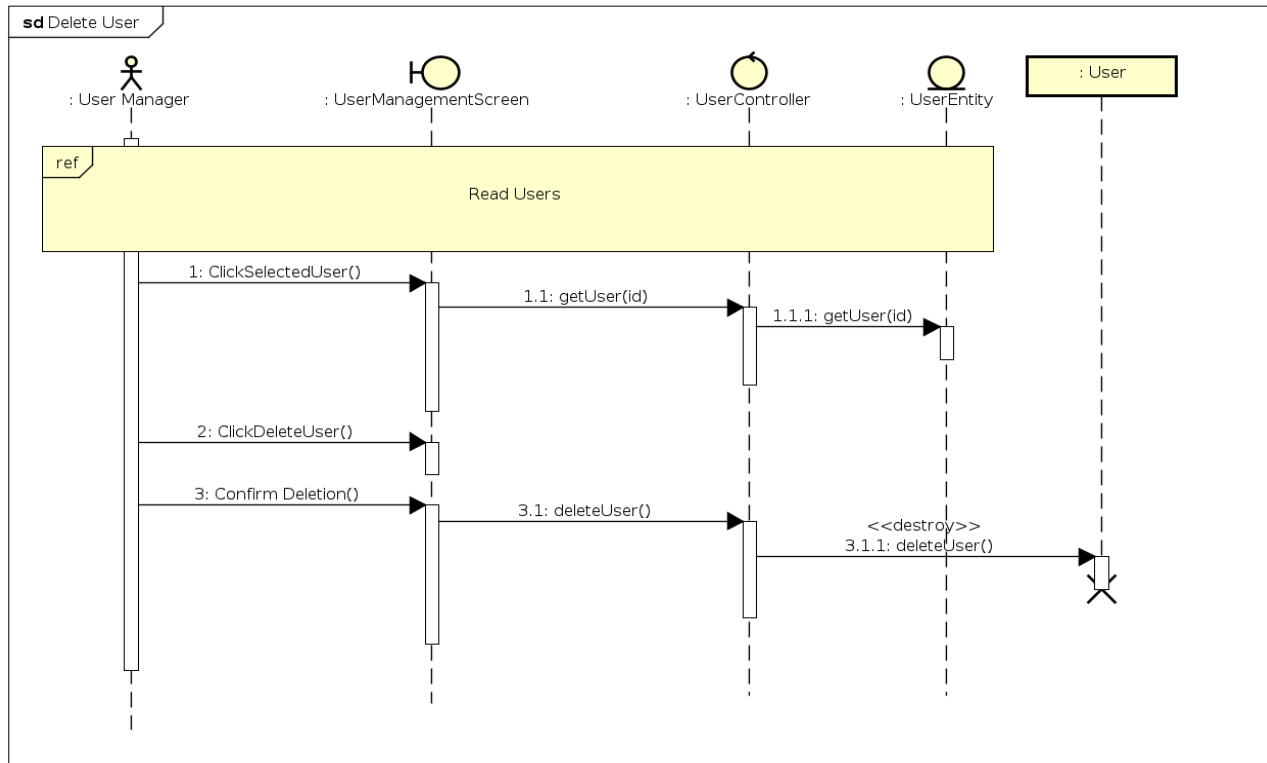 sd Delete User
: User Manager
: UserManagementScreen
: UserController
: UserEntity
: User
ref
Read Users
1: ClickSelectedUser()
1.1: getUser(id)
1.1.1: getUser(id)
2: ClickDeleteUser()
3: Confirm Deletion()
3.1: deleteUser()
<<destroy>>
3.1.1: deleteUser()